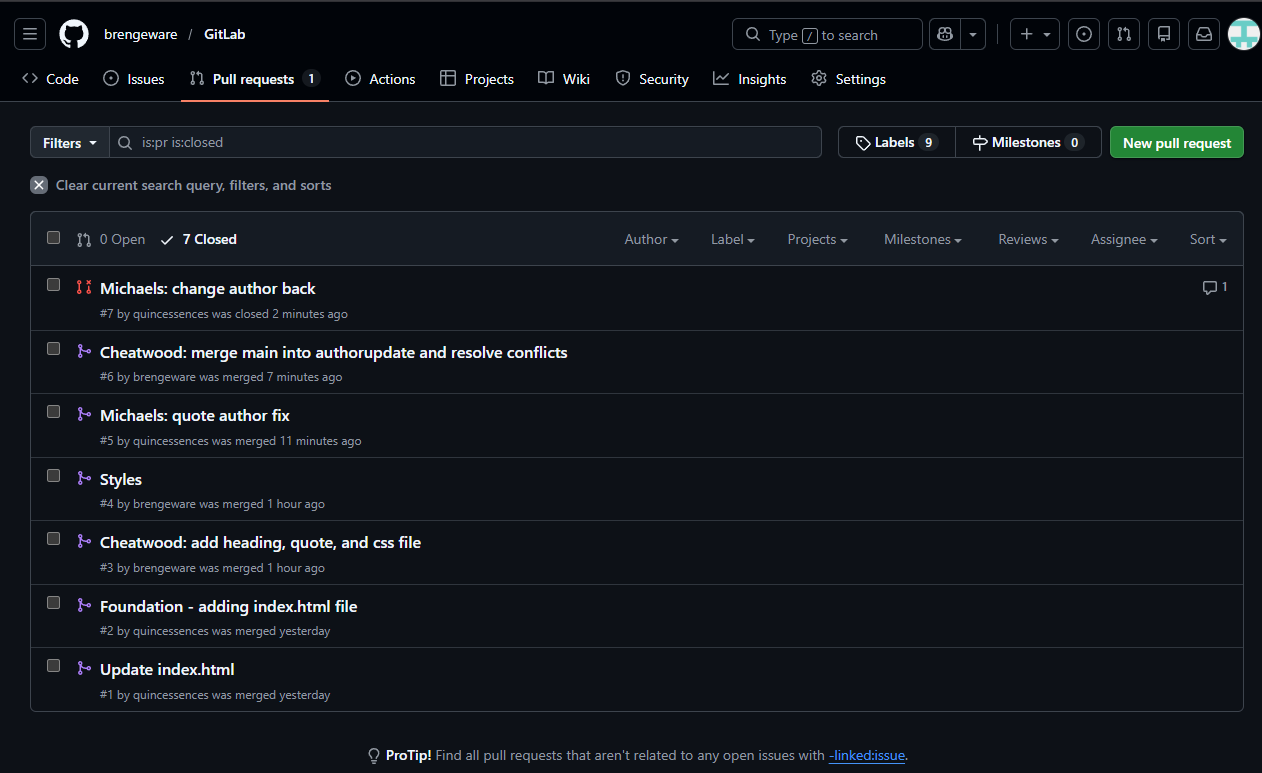 brengeware / GitLab Type / to search
Code Issues Pull requests 1 Actions Projects Wiki Security Insights Settings
Filters is:pr is:closed Labels 9 Milestones 0 New pull request
Clear current search query, filters, and sorts
0 Open 7 Closed Author Label Projects Milestones Reviews Assignee Sort
Michaels: change author back 1
#7 by quincessences was closed 2 minutes ago
Cheatwood: merge main into authorupdate and resolve conflicts
#6 by brengeware was merged 7 minutes ago
Michaels: quote author fix
#5 by quincessences was merged 11 minutes ago
Styles
#4 by brengeware was merged 1 hour ago
Cheatwood: add heading, quote, and css file
#3 by brengeware was merged 1 hour ago
Foundation - adding index.html file
#2 by quincessences was merged yesterday
Update index.html
#1 by quincessences was merged yesterday
ProTip! Find all pull requests that aren't related to any open issues with -linked:issue.